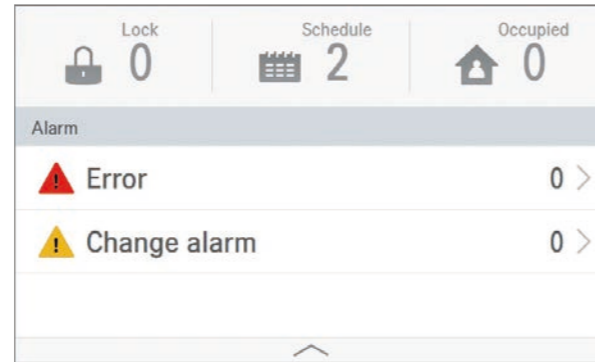 Lock Schedule Occupied
0 2 0
Alarm
Error 0
Change alarm 0